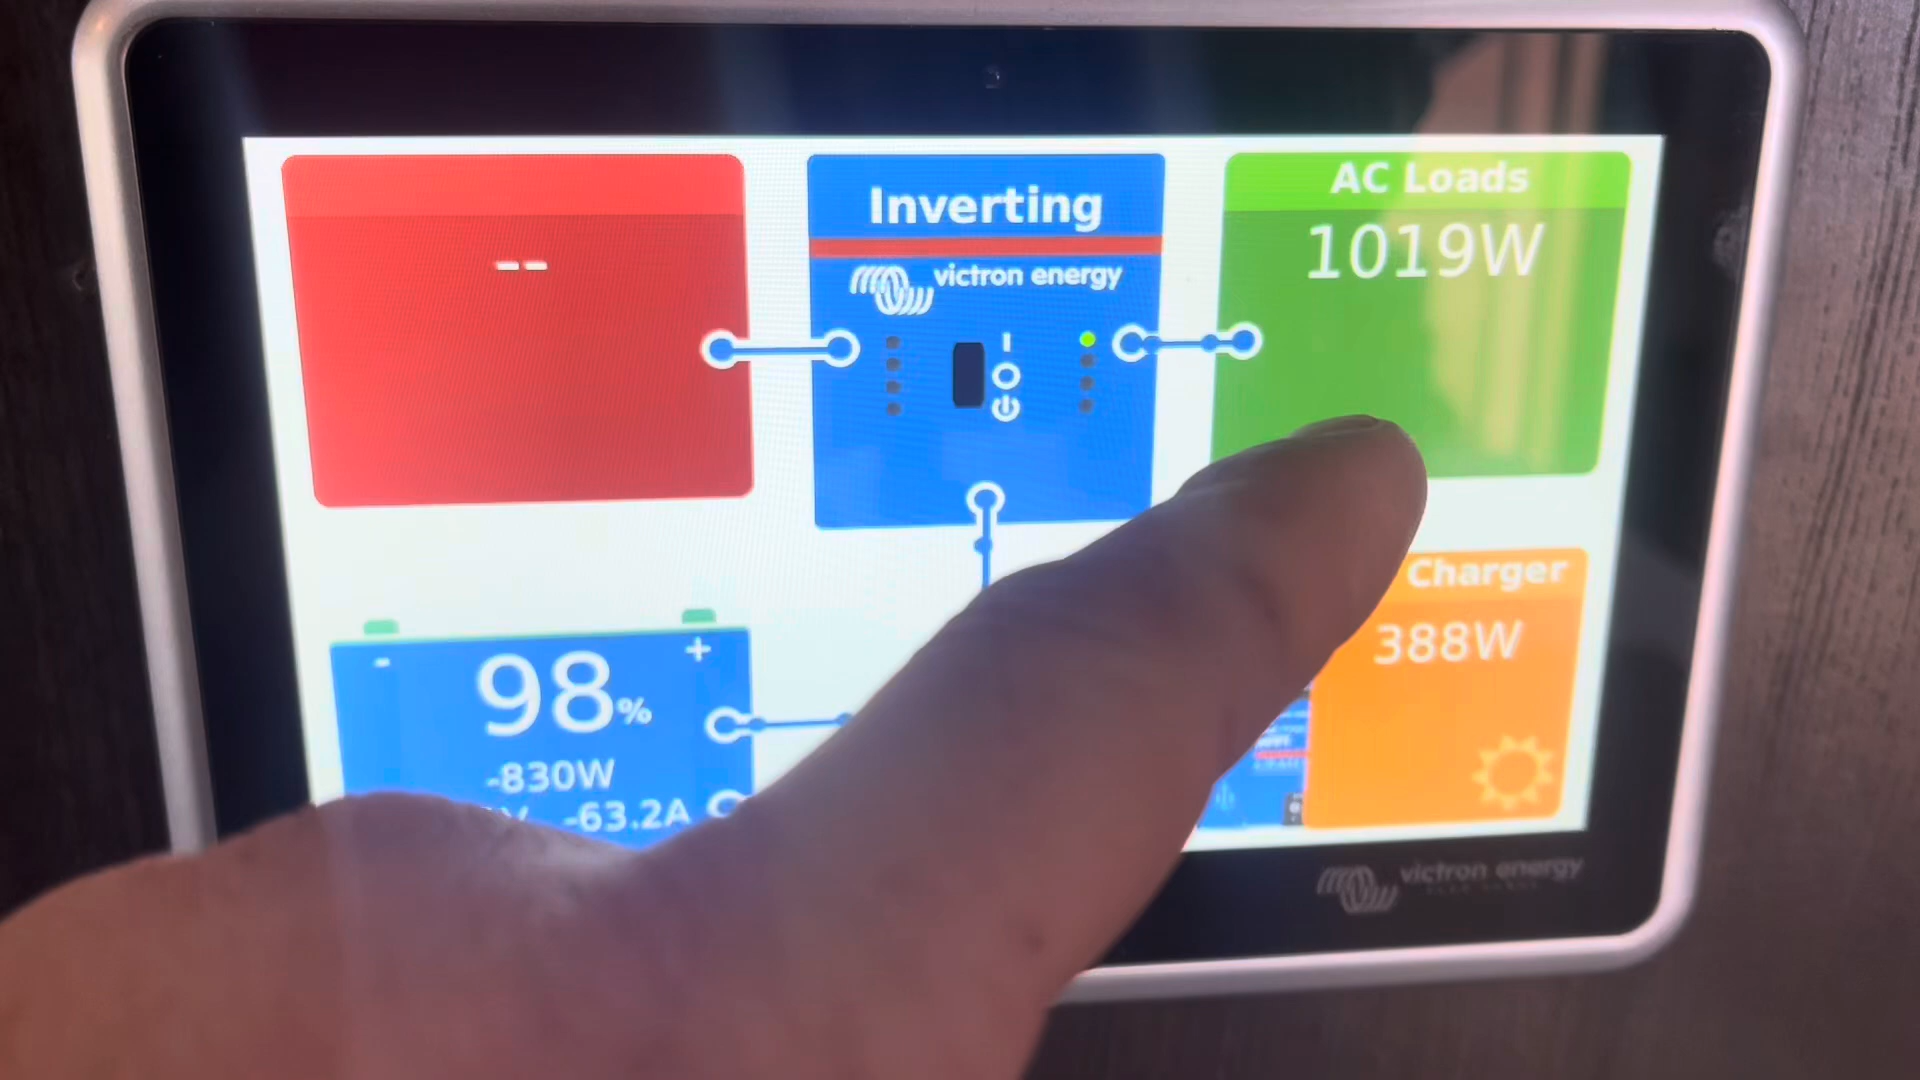 --
Inverting
victron energy
AC Loads
1019W
Charger
388W
- +
98%
-830W
-63.2A
victron energy